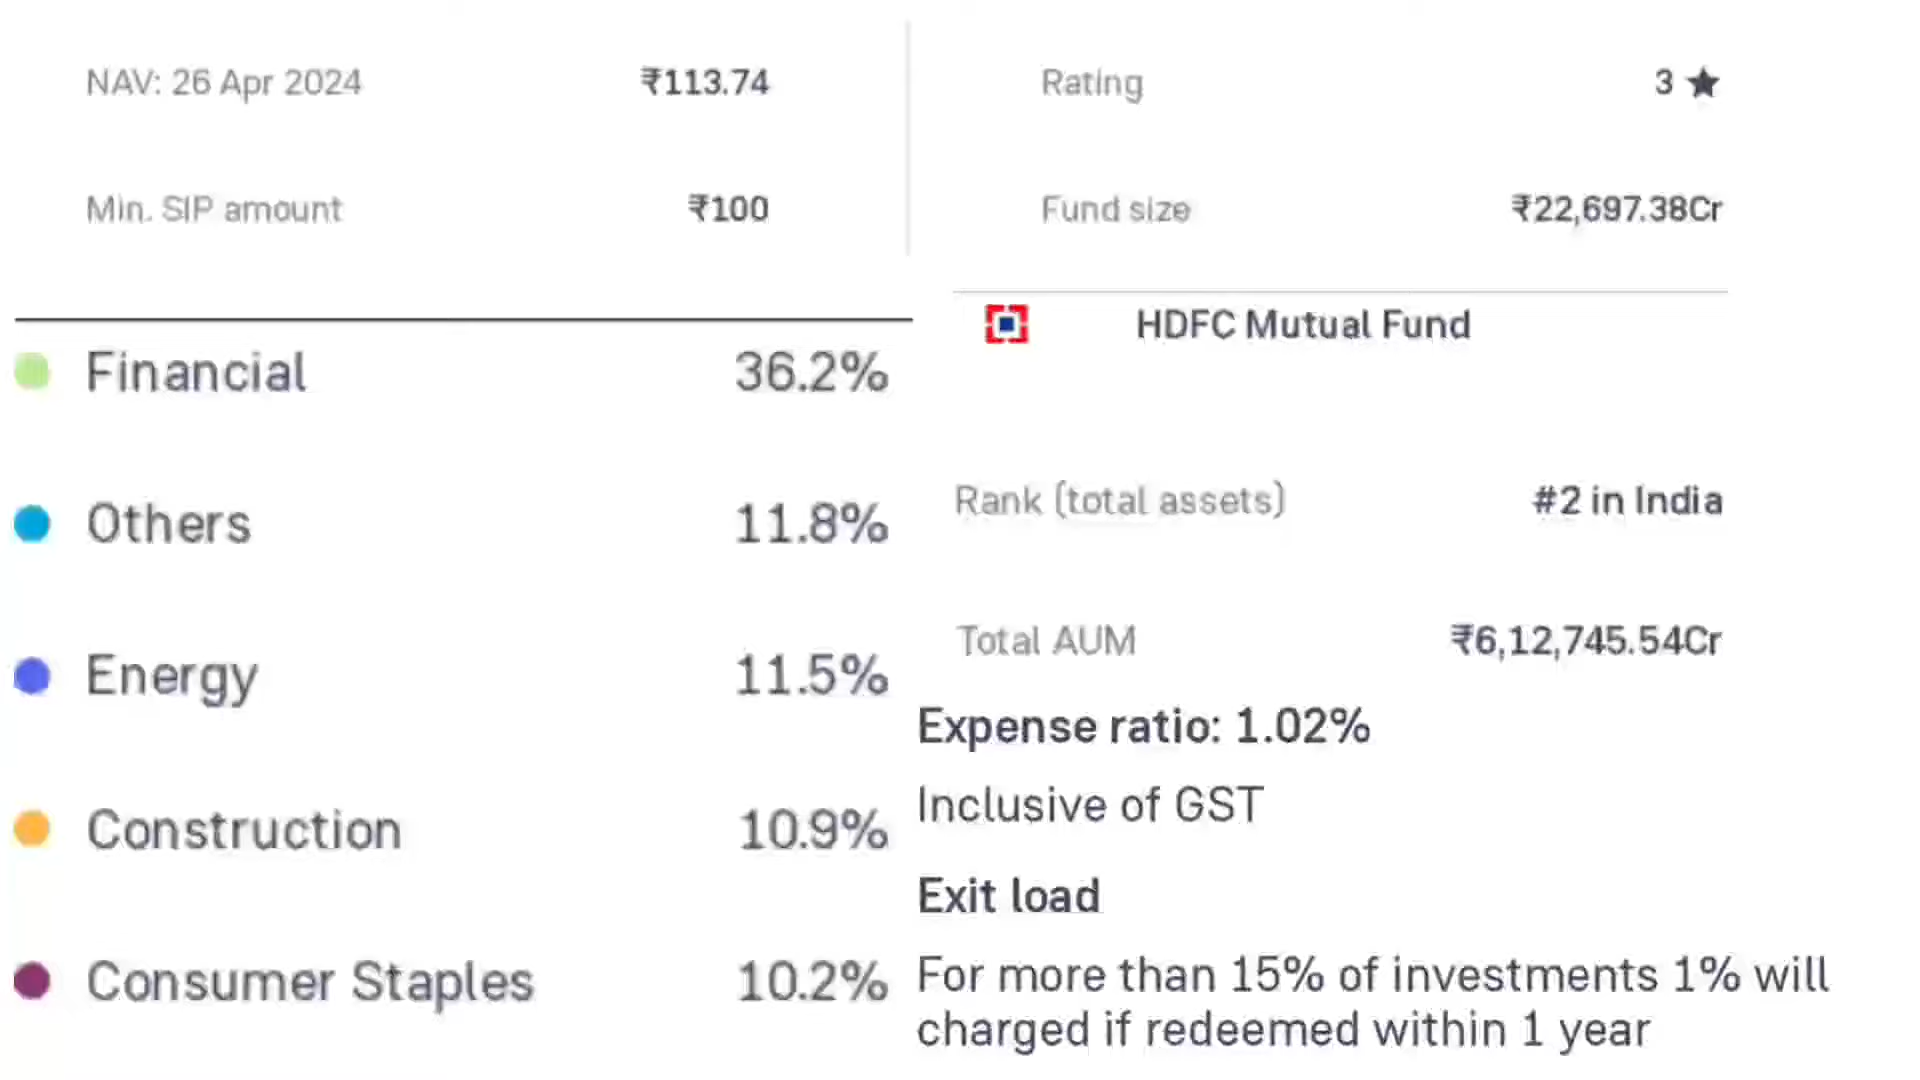 NAV: 26 Apr 2024 ₹113.74
Rating 3 ★
Min. SIP amount ₹100
Fund size ₹22,697.38Cr
Financial 36.2%
Others 11.8%
Energy 11.5%
Construction 10.9%
Consumer Staples 10.2%
HDFC Mutual Fund
Rank (total assets) #2 in India
Total AUM ₹6,12,745.54Cr
Expense ratio: 1.02%
Inclusive of GST
Exit load
For more than 15% of investments 1% will
charged if redeemed within 1 year